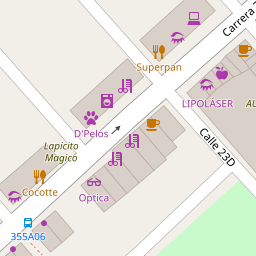 Carrera
Superpan
LIPOLÁSER
D'Pelos
Calle 23D
Lapicito
Magico
Cocotte
Optica
355A06